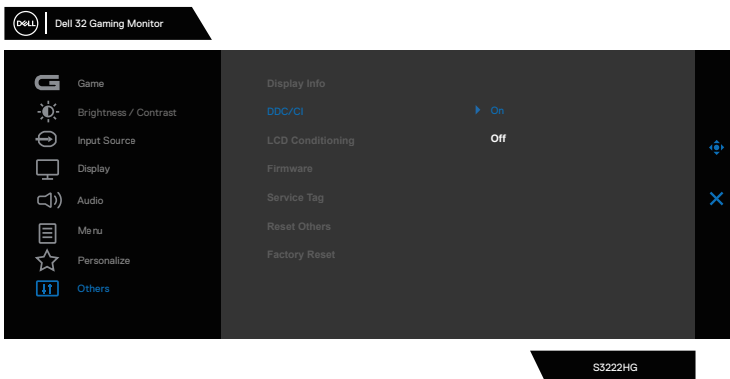 DELL
Dell 32 Gaming Monitor
Game
Brightness / Contrast
Input Source
Display
Audio
Menu
Personalize
Others
Display Info
DDC/CI
On
Off
LCD Conditioning
Firmware
Service Tag
Reset Others
Factory Reset
S3222HG